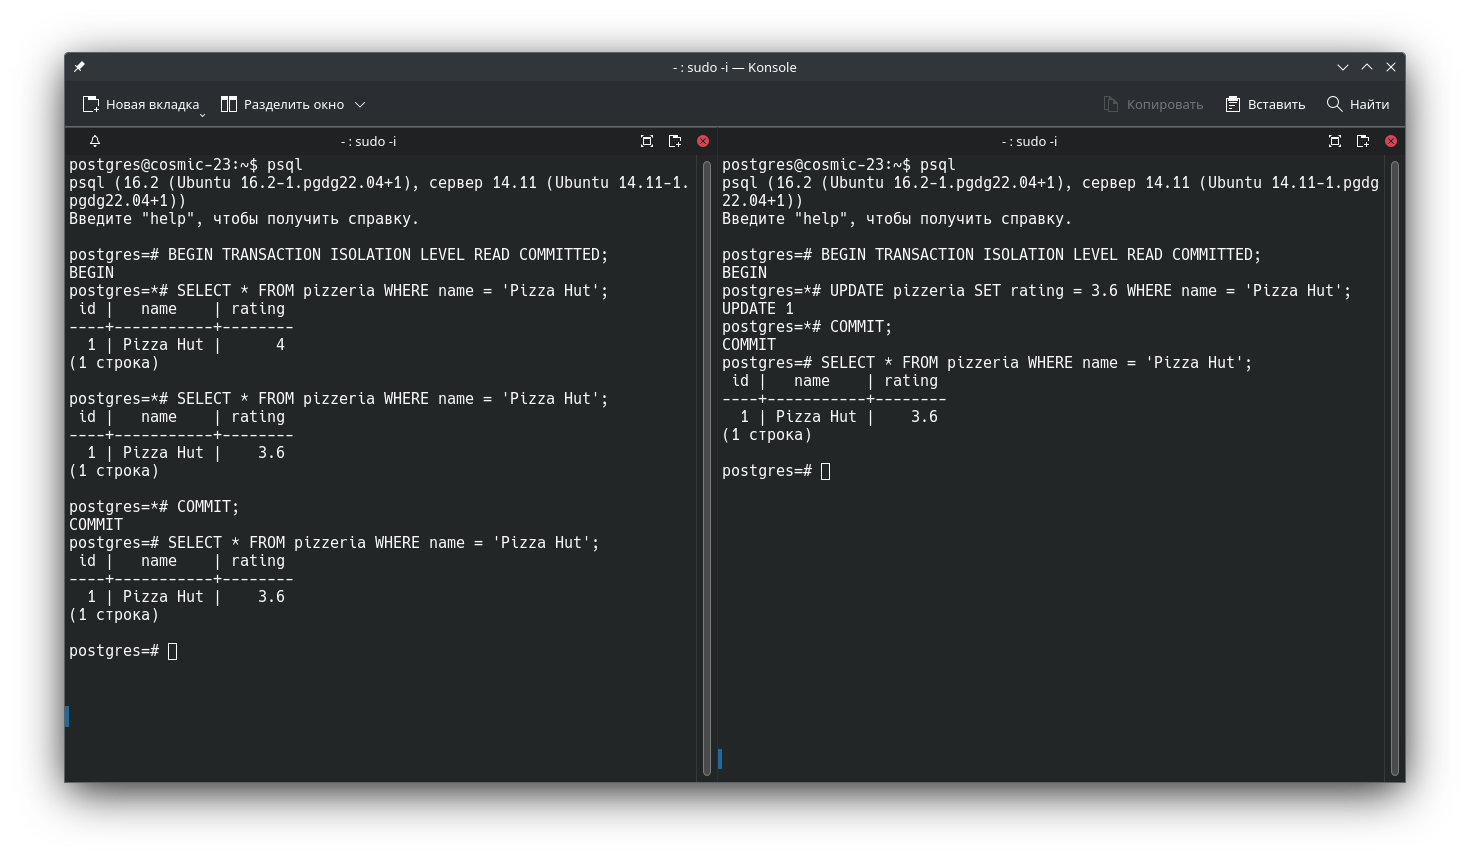 - : sudo -i — Konsole
Новая вкладка
Разделить окно
Копировать
Вставить
Найти
- : sudo -i
postgres@cosmic-23:~$ psql
psql (16.2 (Ubuntu 16.2-1.pgdg22.04+1), сервер 14.11 (Ubuntu 14.11-1.
pgdg22.04+1))
Введите "help", чтобы получить справку.
postgres=# BEGIN TRANSACTION ISOLATION LEVEL READ COMMITTED;
BEGIN
postgres=*# SELECT * FROM pizzeria WHERE name = 'Pizza Hut';
 id |   name    | rating
----+-----------+--------
  1 | Pizza Hut |      4
(1 строка)
postgres=*# SELECT * FROM pizzeria WHERE name = 'Pizza Hut';
 id |   name    | rating
----+-----------+--------
  1 | Pizza Hut |    3.6
(1 строка)
postgres=*# COMMIT;
COMMIT
postgres=# SELECT * FROM pizzeria WHERE name = 'Pizza Hut';
 id |   name    | rating
----+-----------+--------
  1 | Pizza Hut |    3.6
(1 строка)
postgres=#
- : sudo -i
postgres@cosmic-23:~$ psql
psql (16.2 (Ubuntu 16.2-1.pgdg22.04+1), сервер 14.11 (Ubuntu 14.11-1.pgdg
22.04+1))
Введите "help", чтобы получить справку.
postgres=# BEGIN TRANSACTION ISOLATION LEVEL READ COMMITTED;
BEGIN
postgres=*# UPDATE pizzeria SET rating = 3.6 WHERE name = 'Pizza Hut';
UPDATE 1
postgres=*# COMMIT;
COMMIT
postgres=# SELECT * FROM pizzeria WHERE name = 'Pizza Hut';
 id |   name    | rating
----+-----------+--------
  1 | Pizza Hut |    3.6
(1 строка)
postgres=#